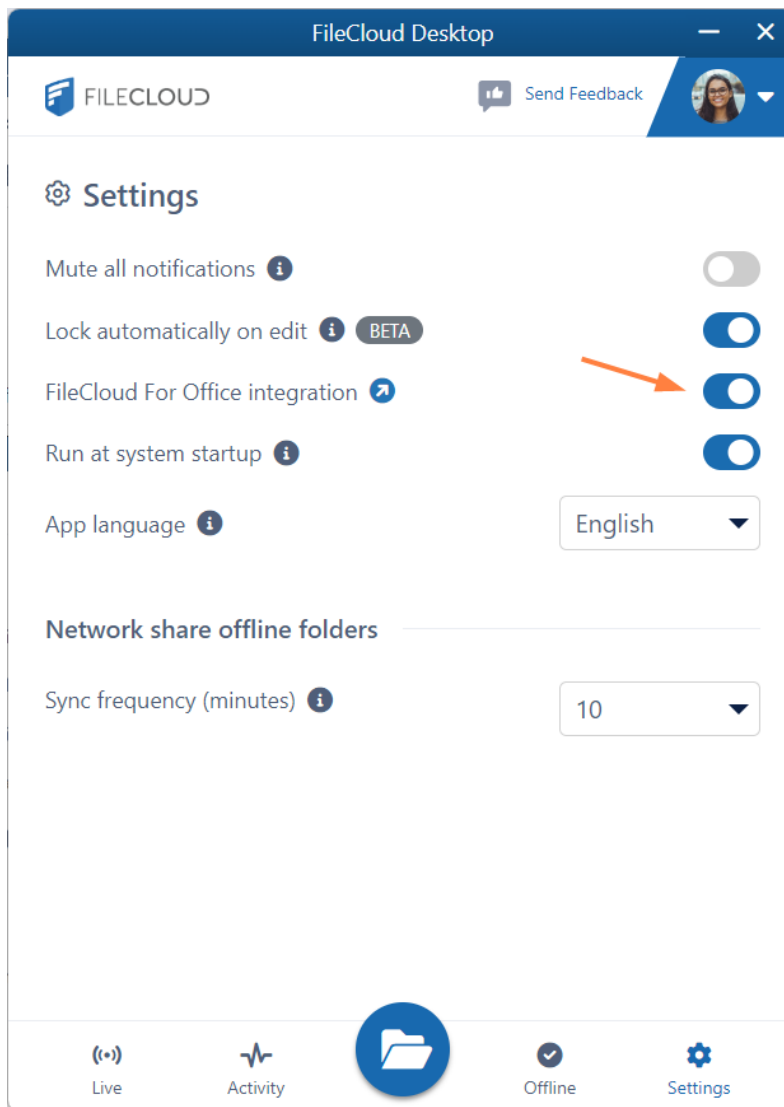 FileCloud Desktop
FILECLOUD
Send Feedback
Settings
Mute all notifications
Lock automatically on edit BETA
FileCloud For Office integration
Run at system startup
App language English
Network share offline folders
Sync frequency (minutes) 10
Live Activity Offline Settings